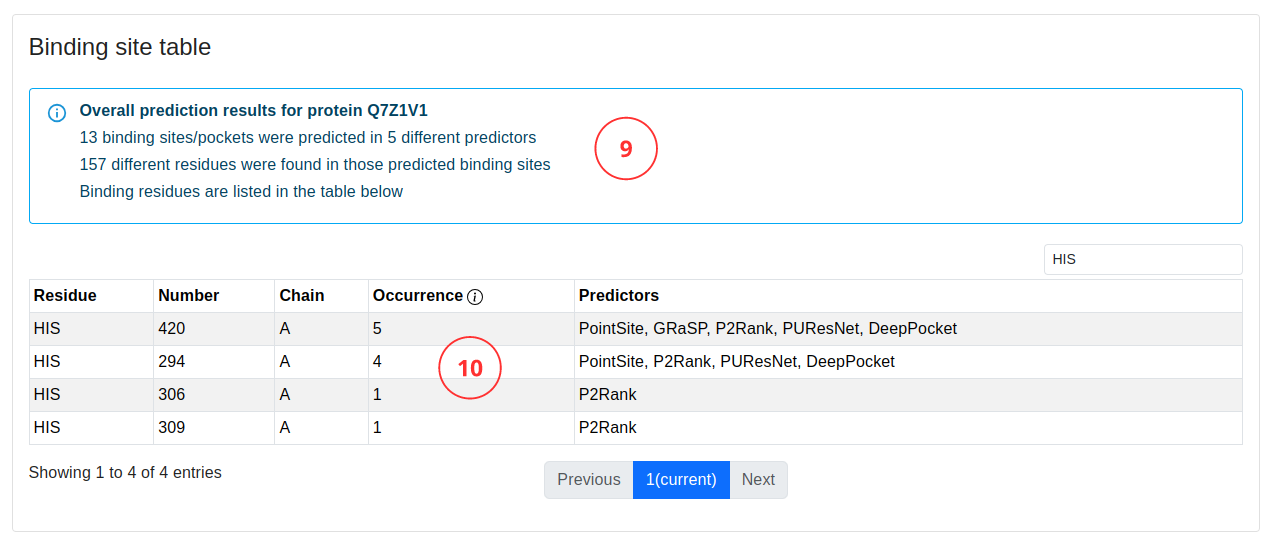 Binding site table
Overall prediction results for protein Q7Z1V1
13 binding sites/pockets were predicted in 5 different predictors
157 different residues were found in those predicted binding sites
Binding residues are listed in the table below
9
HIS
Residue Number Chain Occurrence Predictors
HIS 420 A 5 PointSite, GRaSP, P2Rank, PUResNet, DeepPocket
HIS 294 A 4 PointSite, P2Rank, PUResNet, DeepPocket
10
HIS 306 A 1 P2Rank
HIS 309 A 1 P2Rank
Showing 1 to 4 of 4 entries
Previous 1(current) Next